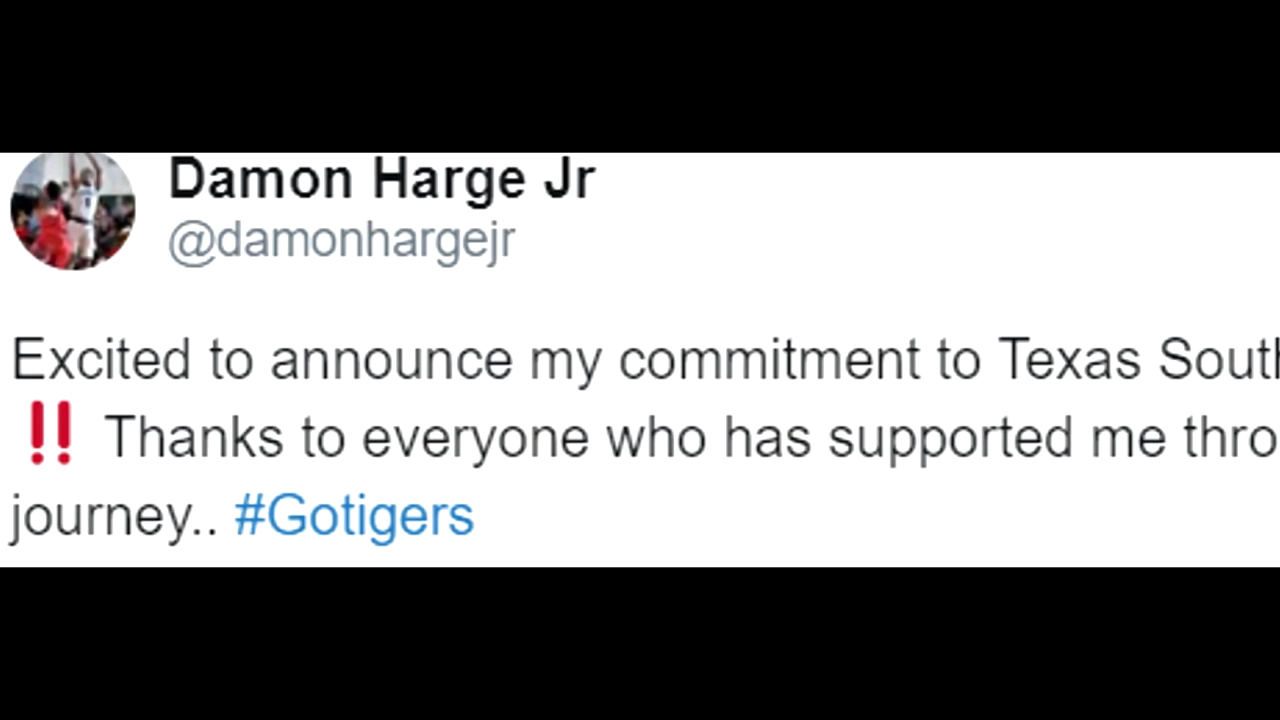 Damon Harge Jr
@damonhargejr
Excited to announce my commitment to Texas
‼ Thanks to everyone who has supported me
journey.. #Gotigers